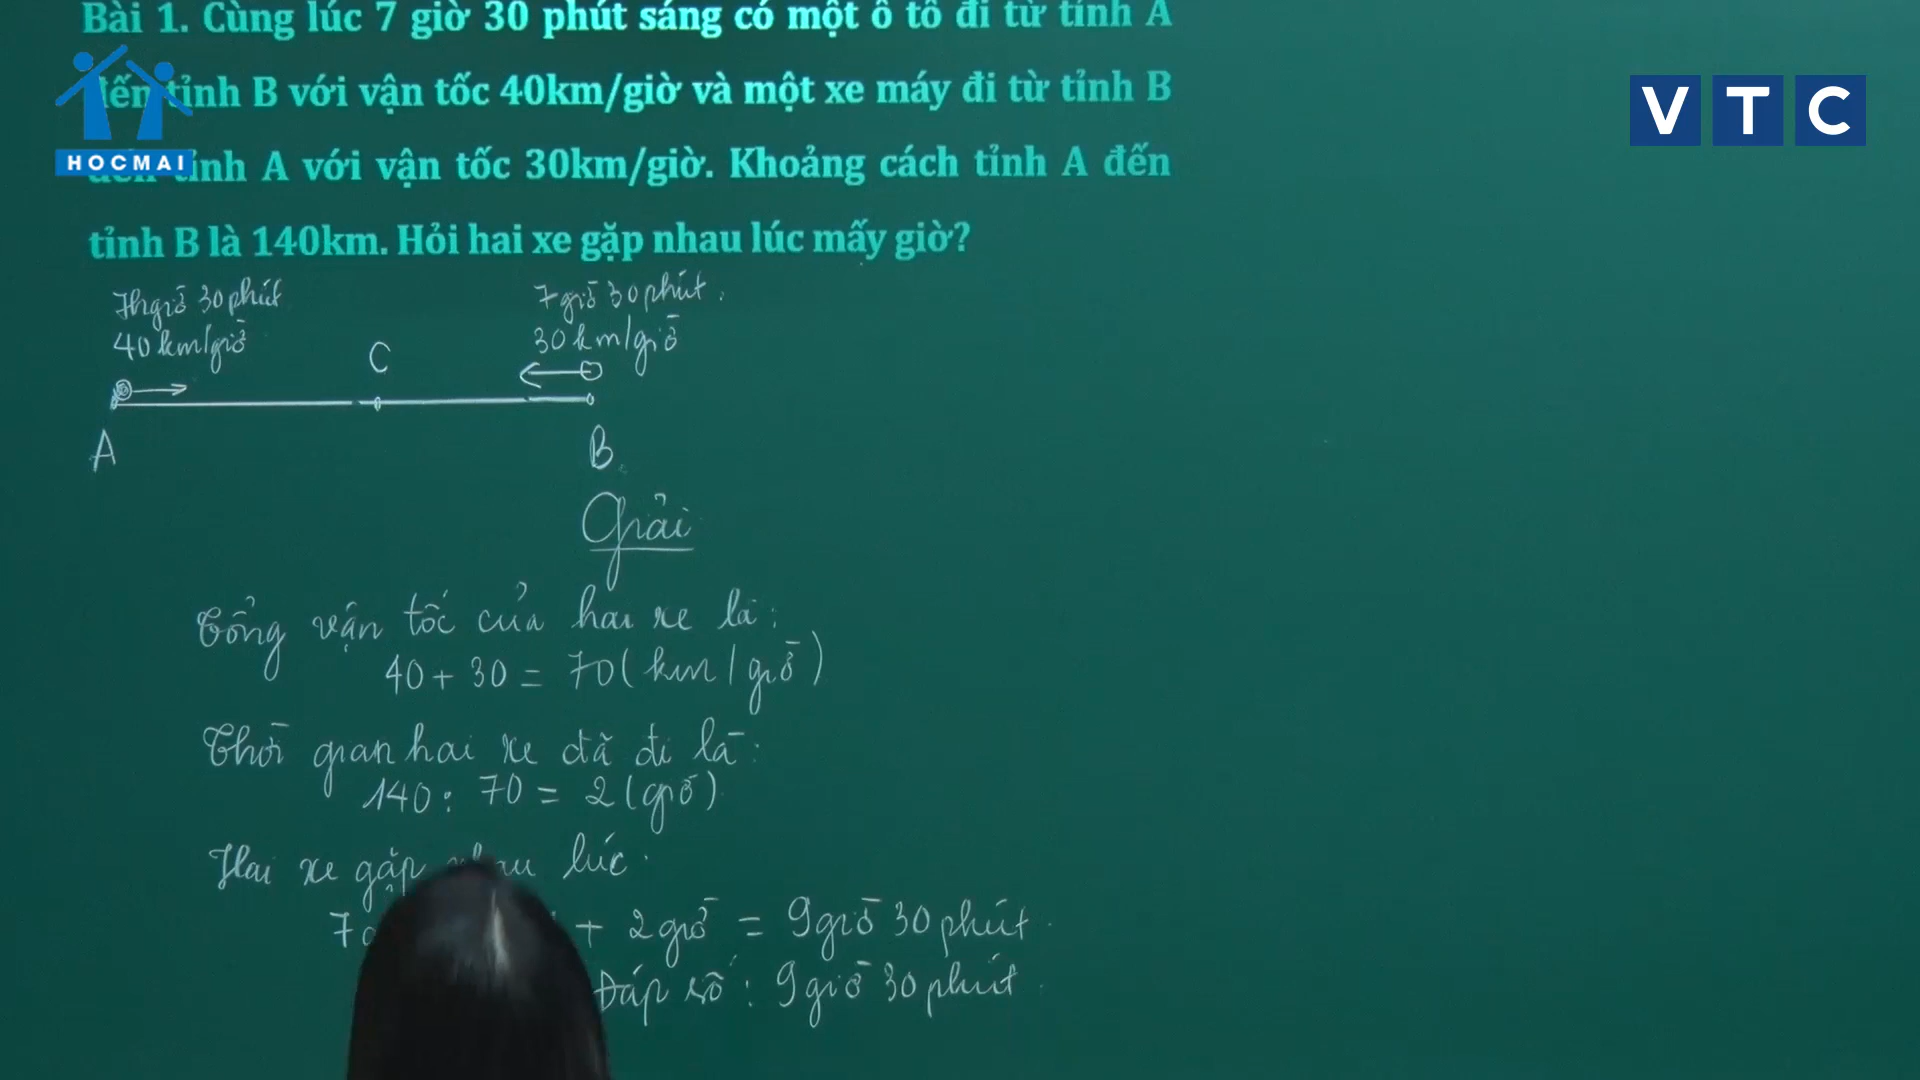 Bài 1. Cùng lúc 7 giờ 30 phút sáng có một ô tô đi từ tỉnh A
đến tỉnh B với vận tốc 40km/giờ và một xe máy đi từ tỉnh B
đến tỉnh A với vận tốc 30km/giờ. Khoảng cách tỉnh A đến
tỉnh B là 140km. Hỏi hai xe gặp nhau lúc mấy giờ?
HOCMAI
VTC
giờ 30 phút
40 km/giờ
7 giờ 30 phút
30 km/giờ
C
A
B
Giải
Tổng vận tốc của hai xe là:
40 + 30 = 70 (km/giờ)
Thời gian hai xe đã đi là:
140 : 70 = 2 (giờ)
Hai xe gặp nhau lúc
7 + 2 giờ = 9 giờ 30 phút
Đáp số: 9 giờ 30 phút